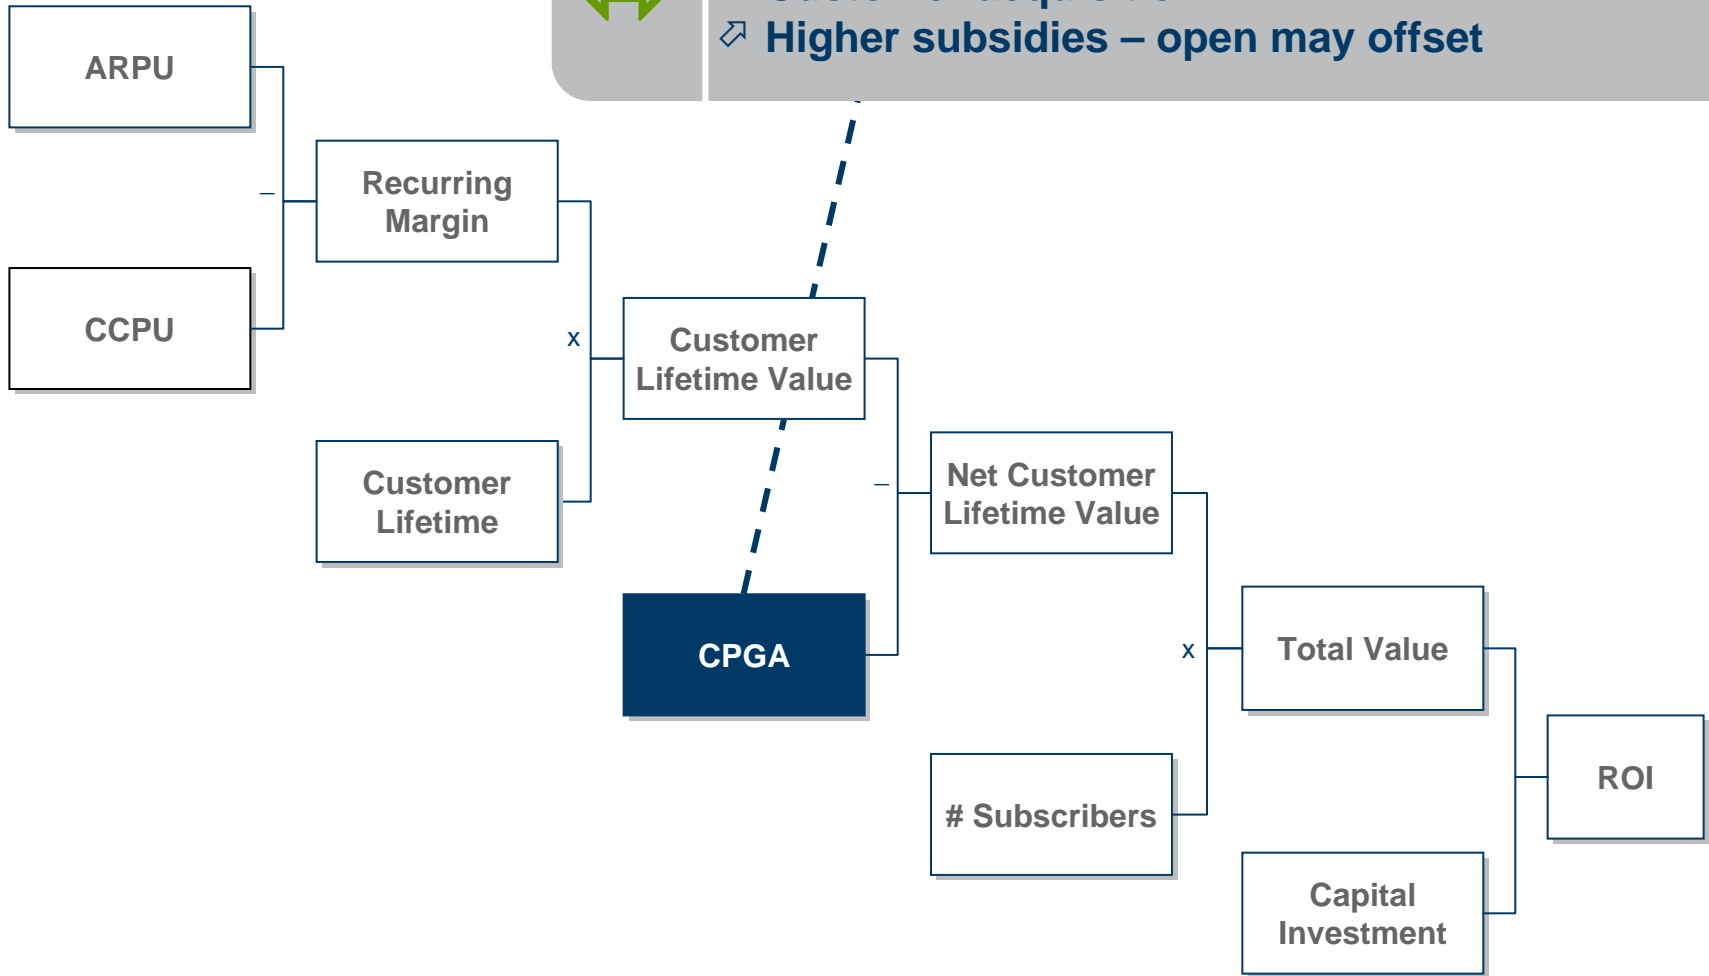 Higher subsidies – open may offset
ARPU
Recurring
Margin
–
CCPU
x
Customer
Lifetime Value
Customer
Lifetime
–
Net Customer
Lifetime Value
CPGA
x
Total Value
# Subscribers
ROI
Capital
Investment